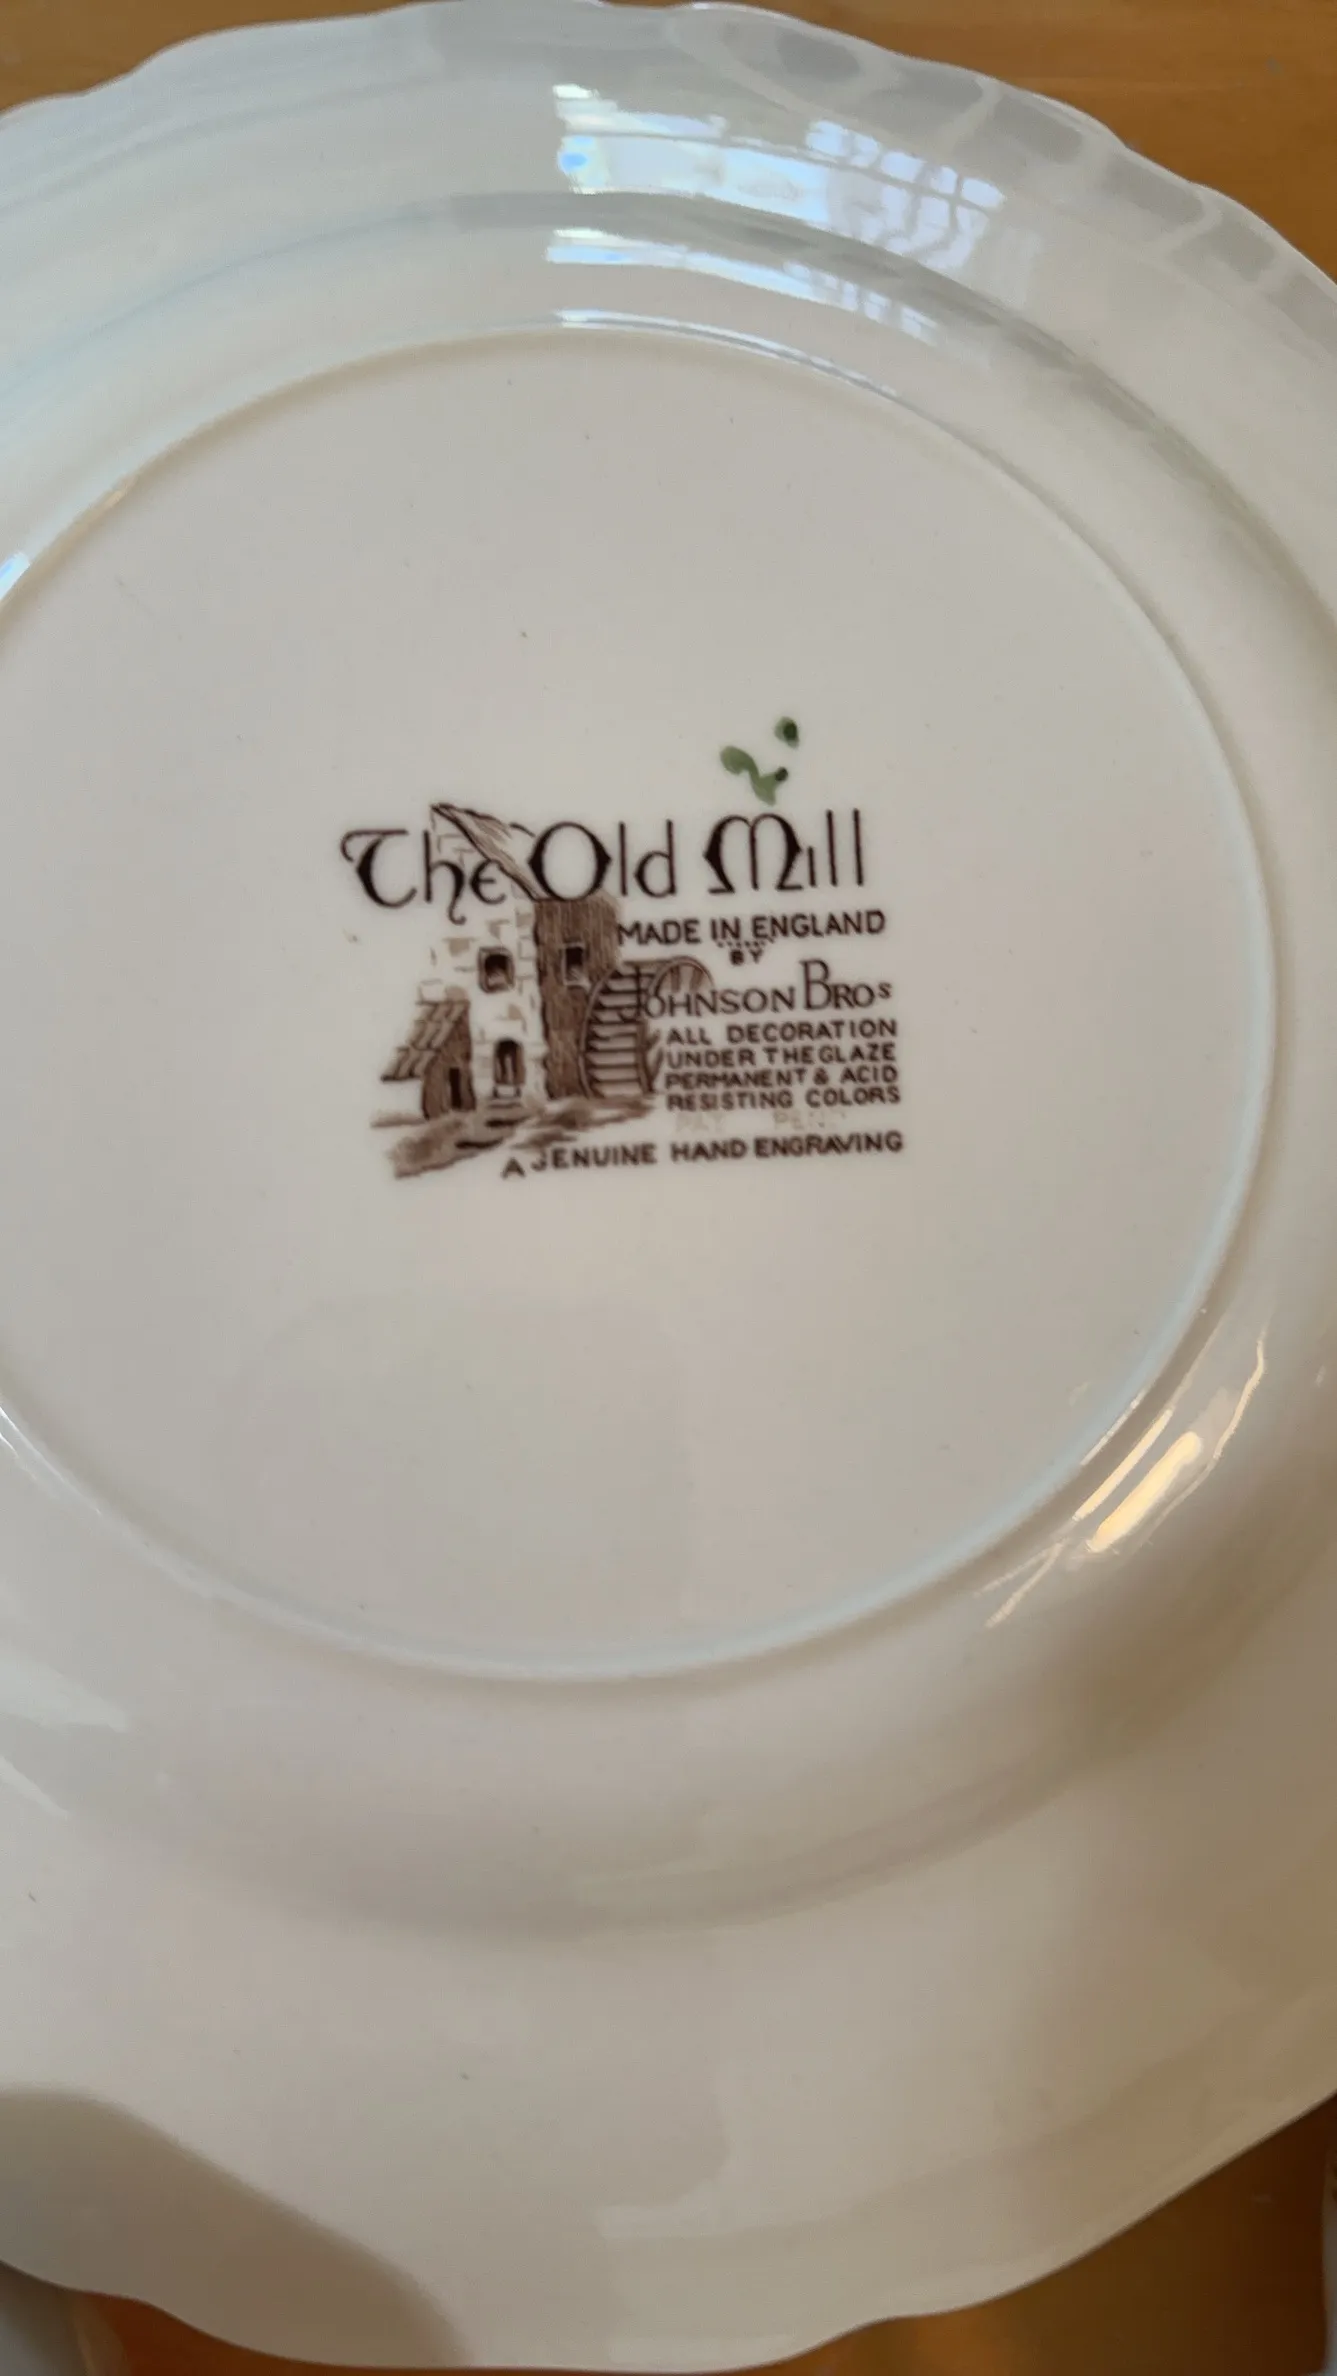 The Old Mill
MADE IN ENGLAND
BY
JOHNSON BROS
ALL DECORATION
UNDER THE GLAZE
PERMANENT & ACID
RESISTING COLORS
A GENUINE HAND ENGRAVING